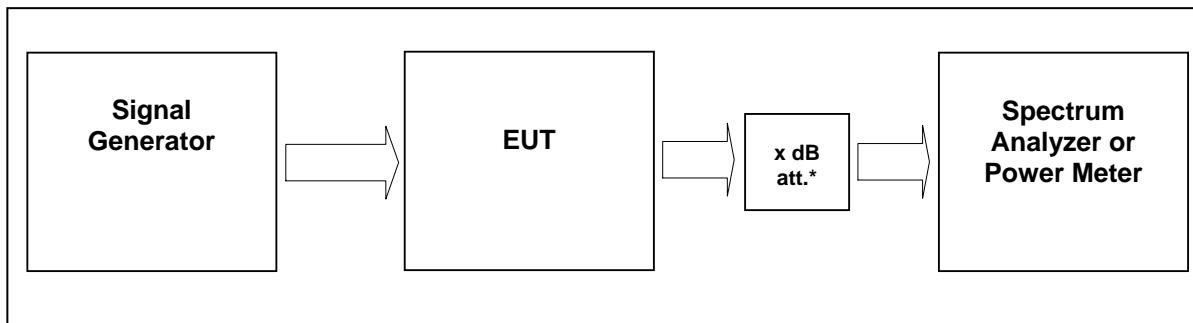 Signal
Generator
EUT
x dB
att.*
Spectrum
Analyzer or
Power Meter